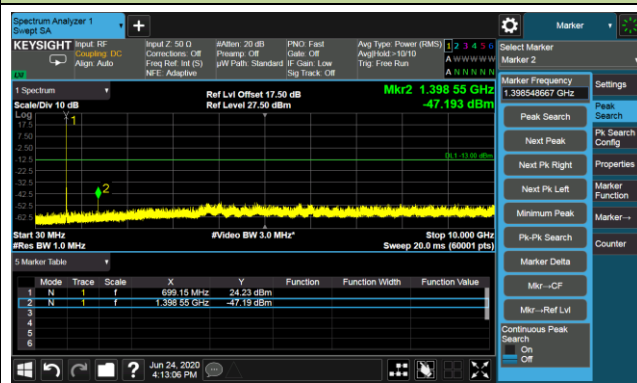 Spectrum Analyzer 1
Swept SA
Marker
KEYSIGHT Input: RF Input Z: 50 Ω #Atten: 20 dB PNO: Fast Avg Type: Power (RMS) 1 2 3 4 5 6
Coupling: DC Corrections: Off Preamp: Off Gate: Off Avg|Hold:>10/10 A W W W W W
Align: Auto Freq Ref: Int (S) µW Path: Standard IF Gain: Low Trig: Free Run A N N N N N
NFE: Adaptive Sig Track: Off
LXI
Select Marker
Marker 2
1 Spectrum
Scale/Div 10 dB
Ref Lvl Offset 17.50 dB
Ref Level 27.50 dBm
Mkr2 1.398 55 GHz
-47.193 dBm
Log
17.5
7.50
-2.50
-12.5
-22.5
-32.5
-42.5
-52.5
-62.5
1
2
DL1 -13.00 dBm
Start 30 MHz #Video BW 3.0 MHz* Stop 10.000 GHz
#Res BW 1.0 MHz Sweep 20.0 ms (60001 pts)
5 Marker Table
Mode Trace Scale X Y Function Function Width Function Value
1 N 1 f 699.15 MHz 24.23 dBm
2 N 1 f 1.398 55 GHz -47.19 dBm
3
4
5
6
Marker Frequency
1.398548667 GHz
Peak Search
Next Peak
Next Pk Right
Next Pk Left
Minimum Peak
Pk-Pk Search
Marker Delta
Mkr→CF
Mkr→Ref Lvl
Continuous Peak
Search
On
Off
Settings
Peak
Search
Pk Search
Config
Properties
Marker
Function
Marker→
Counter
Jun 24, 2020
4:13:06 PM